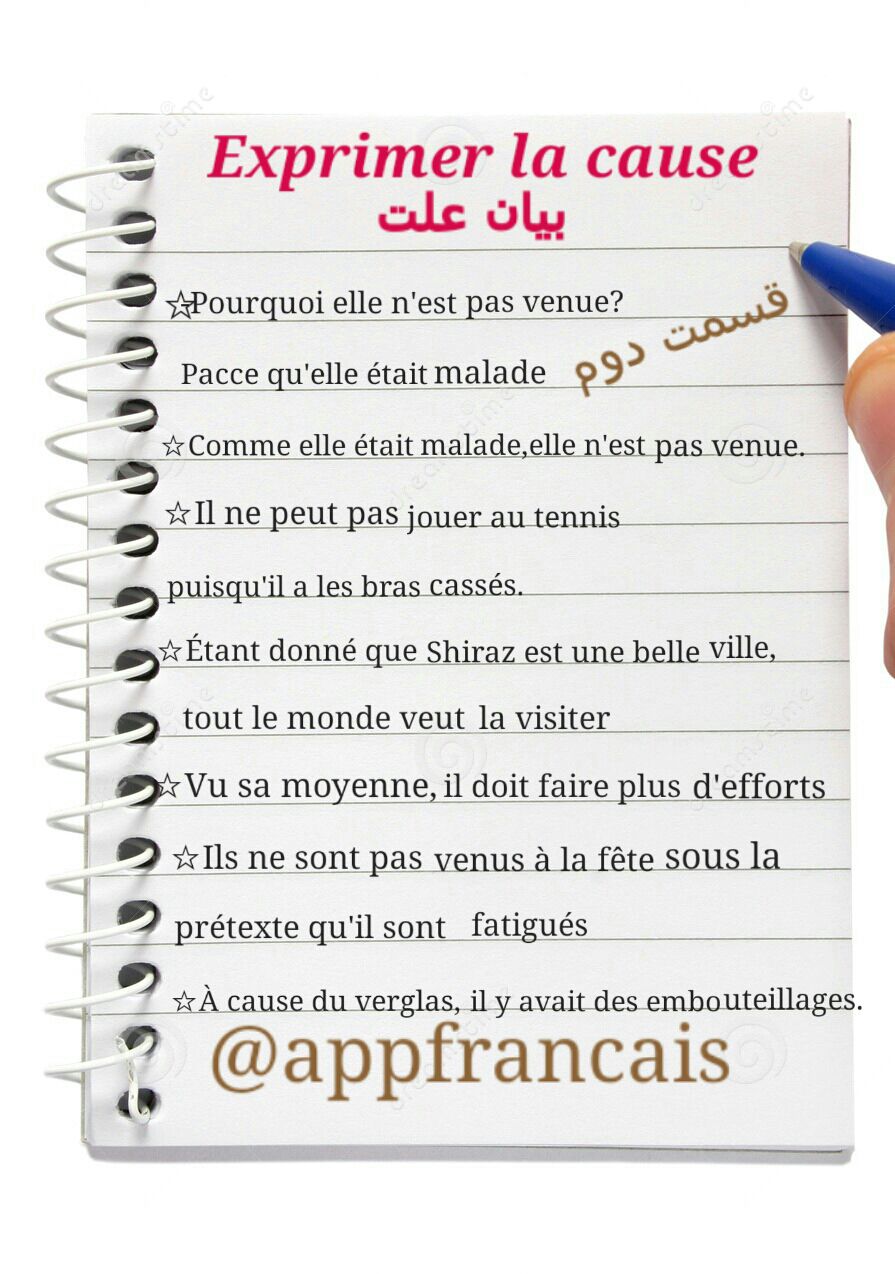 Exprimer la cause
بیان علت
☆Pourquoi elle n'est pas venue?
قسمت دوم
Pacce qu'elle était malade
☆Comme elle était malade,elle n'est pas venue.
☆Il ne peut pas jouer au tennis
puisqu'il a les bras cassés.
☆Étant donné que Shiraz est une belle ville,
tout le monde veut la visiter
☆Vu sa moyenne, il doit faire plus d'efforts
☆Ils ne sont pas venus à la fête sous la
prétexte qu'il sont fatigués
☆À cause du verglas, il y avait des embouteillages.
@appfrancais